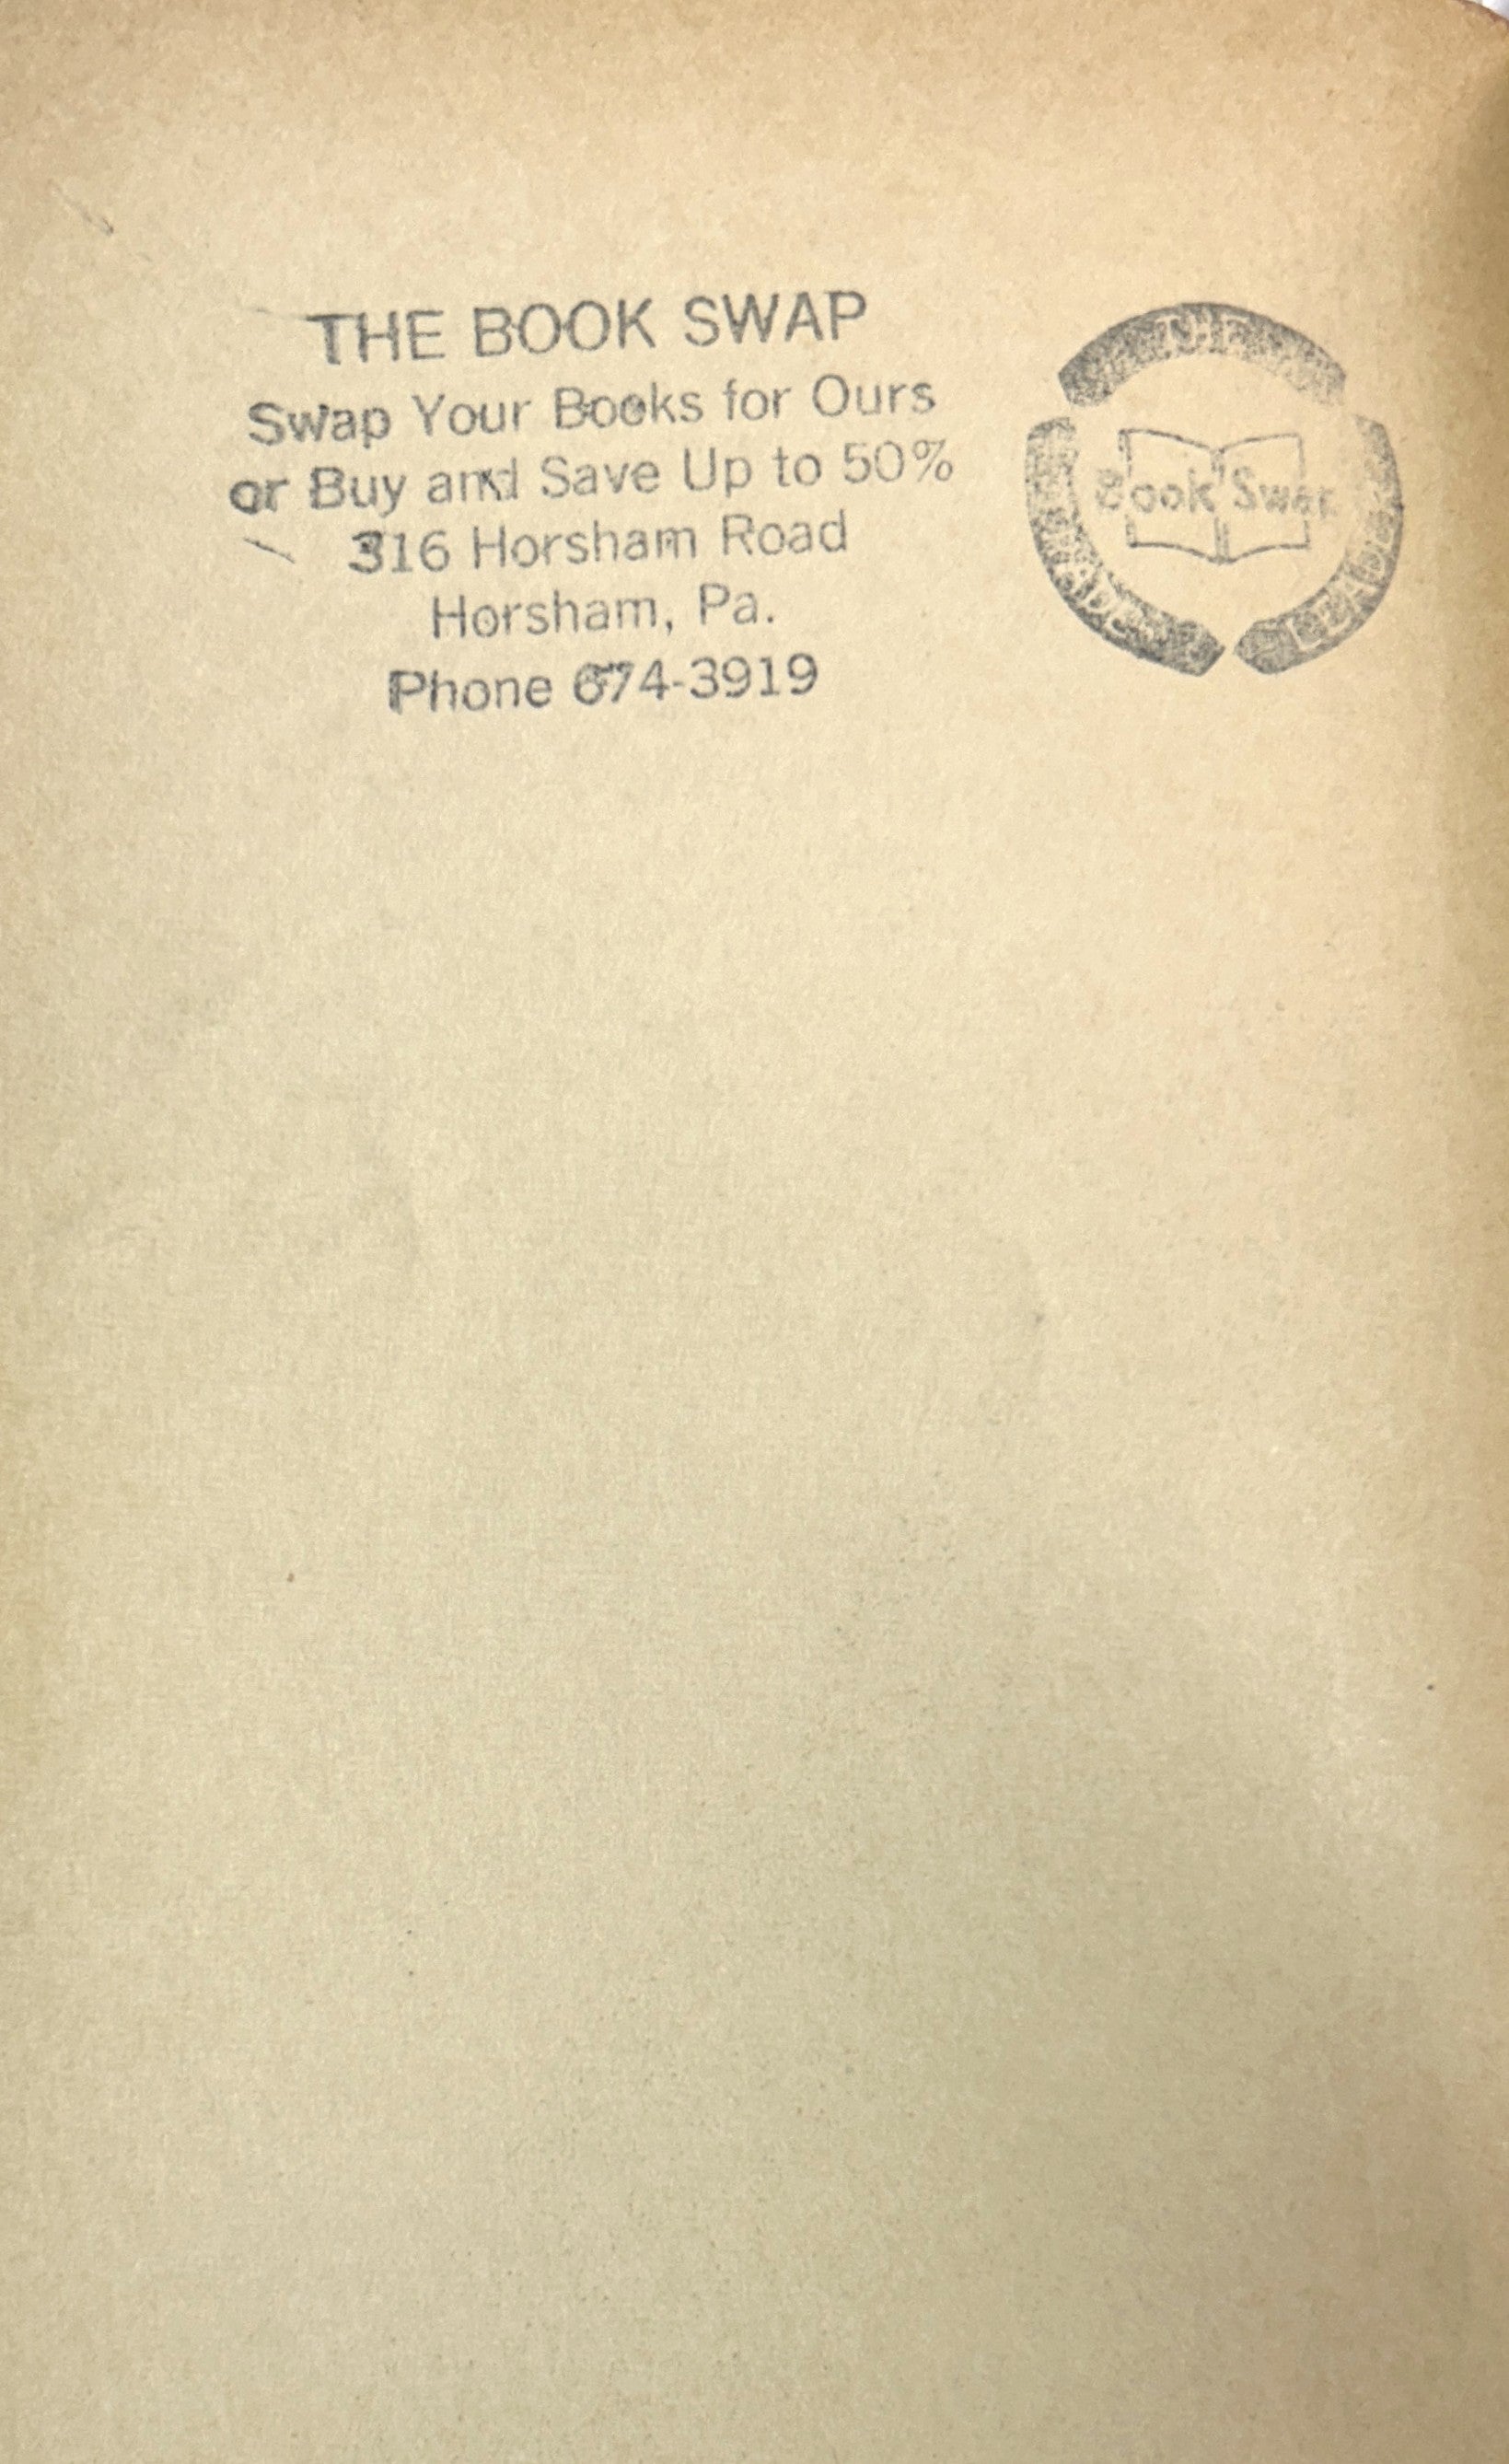 THE BOOK SWAP
Swap Your Books for Ours
or Buy and Save Up to 50%
316 Horsham Road
Horsham, Pa.
Phone 674-3919
THE
Book Swap